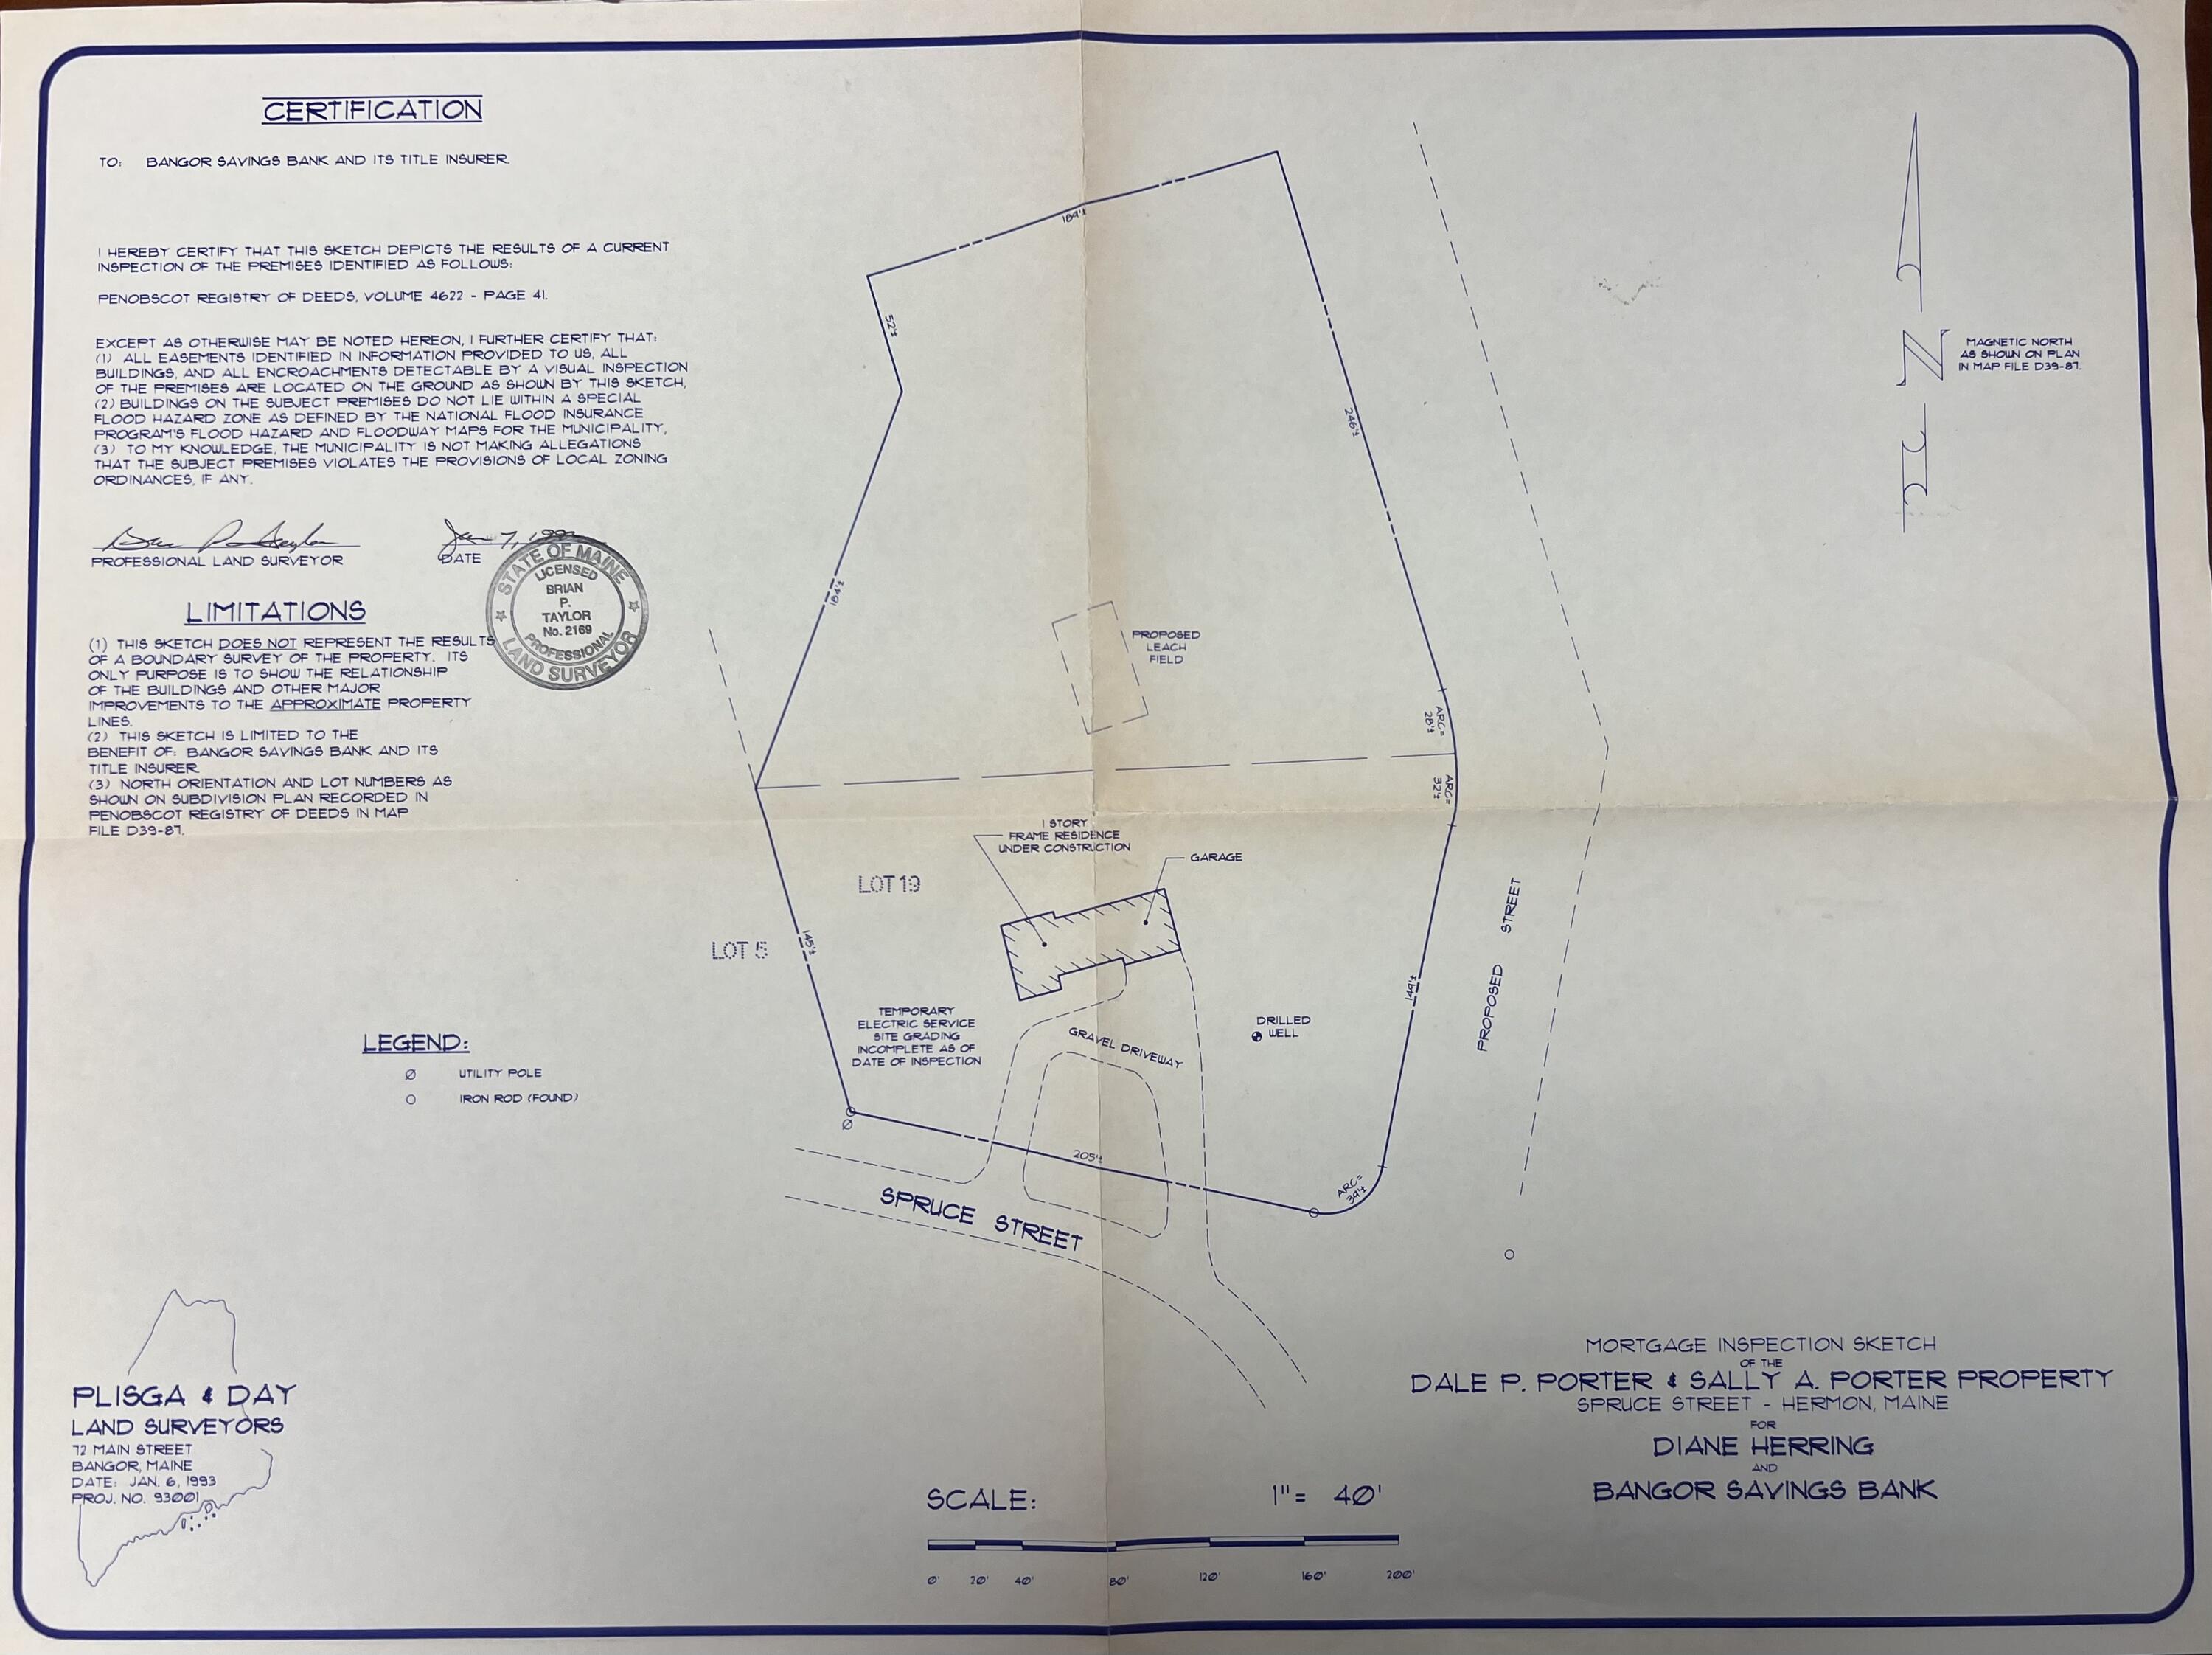 CERTIFICATION
TO: BANGOR SAVINGS BANK AND ITS TITLE INSURER.
I HEREBY CERTIFY THAT THIS SKETCH DEPICTS THE RESULTS OF A CURRENT
INSPECTION OF THE PREMISES IDENTIFIED AS FOLLOWS:
PENOBSCOT REGISTRY OF DEEDS, VOLUME 4622 - PAGE 41.
EXCEPT AS OTHERWISE MAY BE NOTED HEREON, I FURTHER CERTIFY THAT:
(1) ALL EASEMENTS IDENTIFIED IN INFORMATION PROVIDED TO US, ALL
BUILDINGS, AND ALL ENCROACHMENTS DETECTABLE BY A VISUAL INSPECTION
OF THE PREMISES ARE LOCATED ON THE GROUND AS SHOWN BY THIS SKETCH,
(2) BUILDINGS ON THE SUBJECT PREMISES DO NOT LIE WITHIN A SPECIAL
FLOOD HAZARD ZONE AS DEFINED BY THE NATIONAL FLOOD INSURANCE
PROGRAM'S FLOOD HAZARD AND FLOODWAY MAPS FOR THE MUNICIPALITY,
(3) TO MY KNOWLEDGE, THE MUNICIPALITY IS NOT MAKING ALLEGATIONS
THAT THE SUBJECT PREMISES VIOLATES THE PROVISIONS OF LOCAL ZONING
ORDINANCES, IF ANY.
Jan 7,
PROFESSIONAL LAND SURVEYOR
DATE
STATE OF MAINE
LICENSED
BRIAN
P.
TAYLOR
No. 2169
PROFESSIONAL
LAND SURVEYOR
LIMITATIONS
(1) THIS SKETCH DOES NOT REPRESENT THE RESULTS
OF A BOUNDARY SURVEY OF THE PROPERTY. ITS
ONLY PURPOSE IS TO SHOW THE RELATIONSHIP
OF THE BUILDINGS AND OTHER MAJOR
IMPROVEMENTS TO THE APPROXIMATE PROPERTY
LINES.
(2) THIS SKETCH IS LIMITED TO THE
BENEFIT OF: BANGOR SAVINGS BANK AND ITS
TITLE INSURER
(3) NORTH ORIENTATION AND LOT NUMBERS AS
SHOWN ON SUBDIVISION PLAN RECORDED IN
PENOBSCOT REGISTRY OF DEEDS IN MAP
FILE D39-87.
LEGEND:
UTILITY POLE
IRON ROD (FOUND)
PLISGA & DAY
LAND SURVEYORS
72 MAIN STREET
BANGOR, MAINE
DATE: JAN. 6, 1993
PROJ. NO. 93001
189'±
52'±
246'±
184'±
PROPOSED
LEACH
FIELD
ARC=
28'±
ARC=
32'±
1 STORY
FRAME RESIDENCE
UNDER CONSTRUCTION
GARAGE
LOT 19
LOT 5
145'±
149'±
PROPOSED STREET
TEMPORARY
ELECTRIC SERVICE
SITE GRADING
INCOMPLETE AS OF
DATE OF INSPECTION
GRAVEL DRIVEWAY
DRILLED
WELL
205'±
ARC=
39'±
SPRUCE STREET
N
MAGNETIC NORTH
AS SHOWN ON PLAN
IN MAP FILE D39-87.
SCALE: 1"= 40'
0' 20' 40' 80' 120' 160' 200'
MORTGAGE INSPECTION SKETCH
OF THE
DALE P. PORTER & SALLY A. PORTER PROPERTY
SPRUCE STREET - HERMON, MAINE
FOR
DIANE HERRING
AND
BANGOR SAVINGS BANK